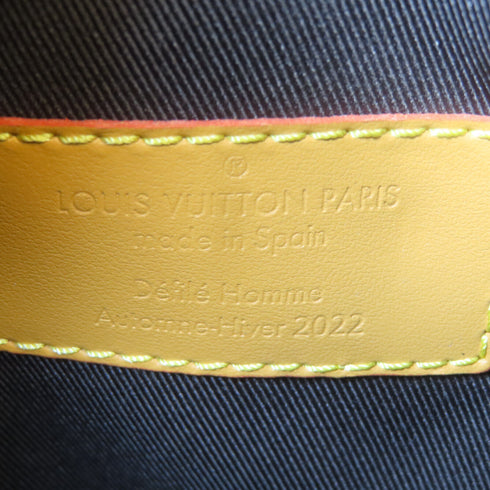 ®
LOUIS VUITTON PARIS
made in Spain
Défilé Homme
Automne-Hiver 2022